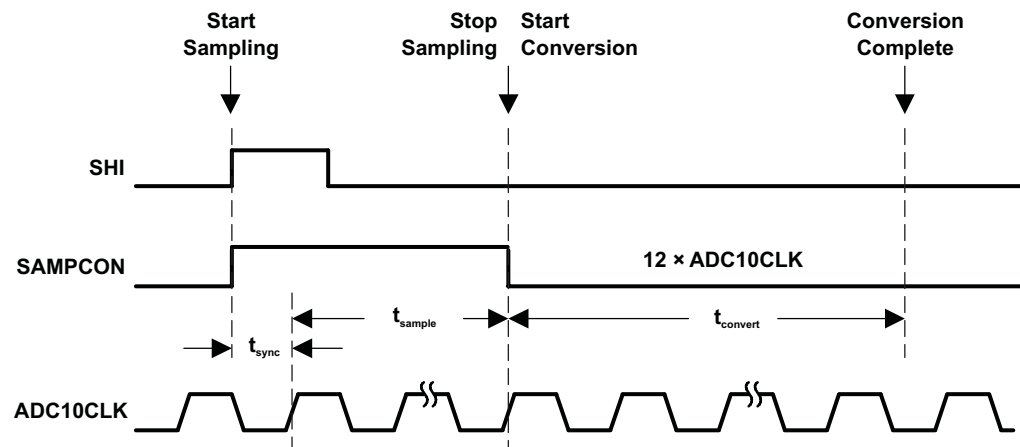 Start
Sampling
Stop
Sampling
Start
Conversion
Conversion
Complete
SHI
SAMPCON
12 × ADC10CLK
tsample
tconvert
tsync
ADC10CLK